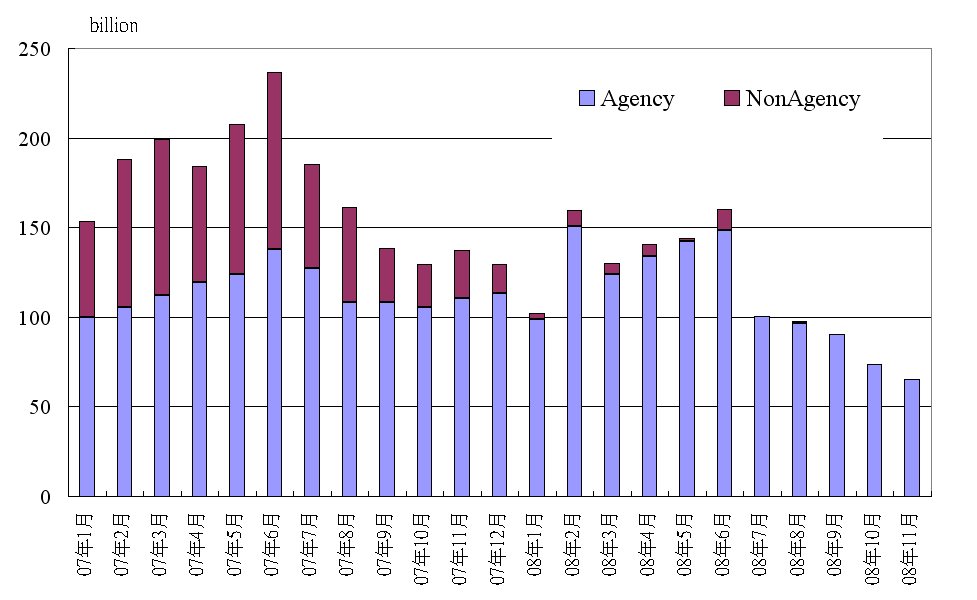 billion
250
200
150
100
50
0
Agency
NonAgency
07年1月
07年2月
07年3月
07年4月
07年5月
07年6月
07年7月
07年8月
07年9月
07年10月
07年11月
07年12月
08年1月
08年2月
08年3月
08年4月
08年5月
08年6月
08年7月
08年8月
08年9月
08年10月
08年11月